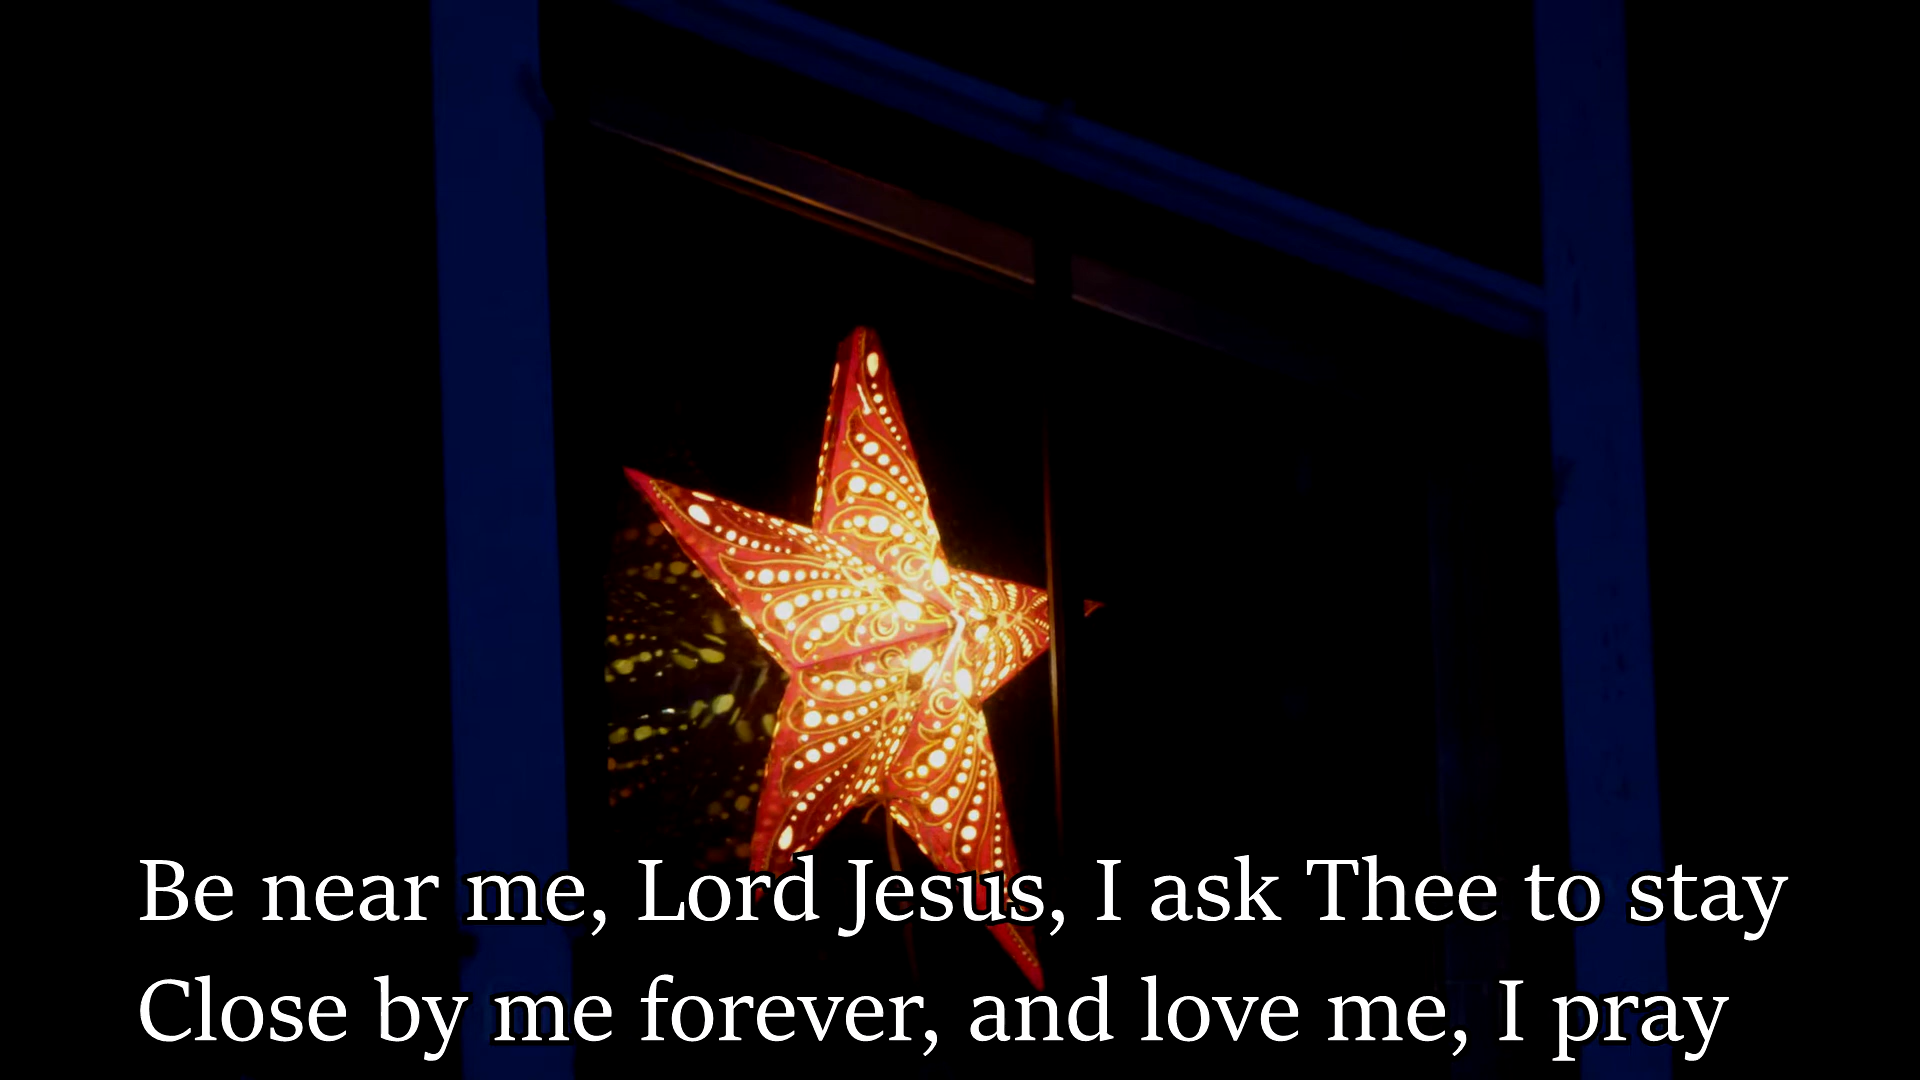 Be near me, Lord Jesus, I ask Thee to stay
Close by me forever, and love me, I pray